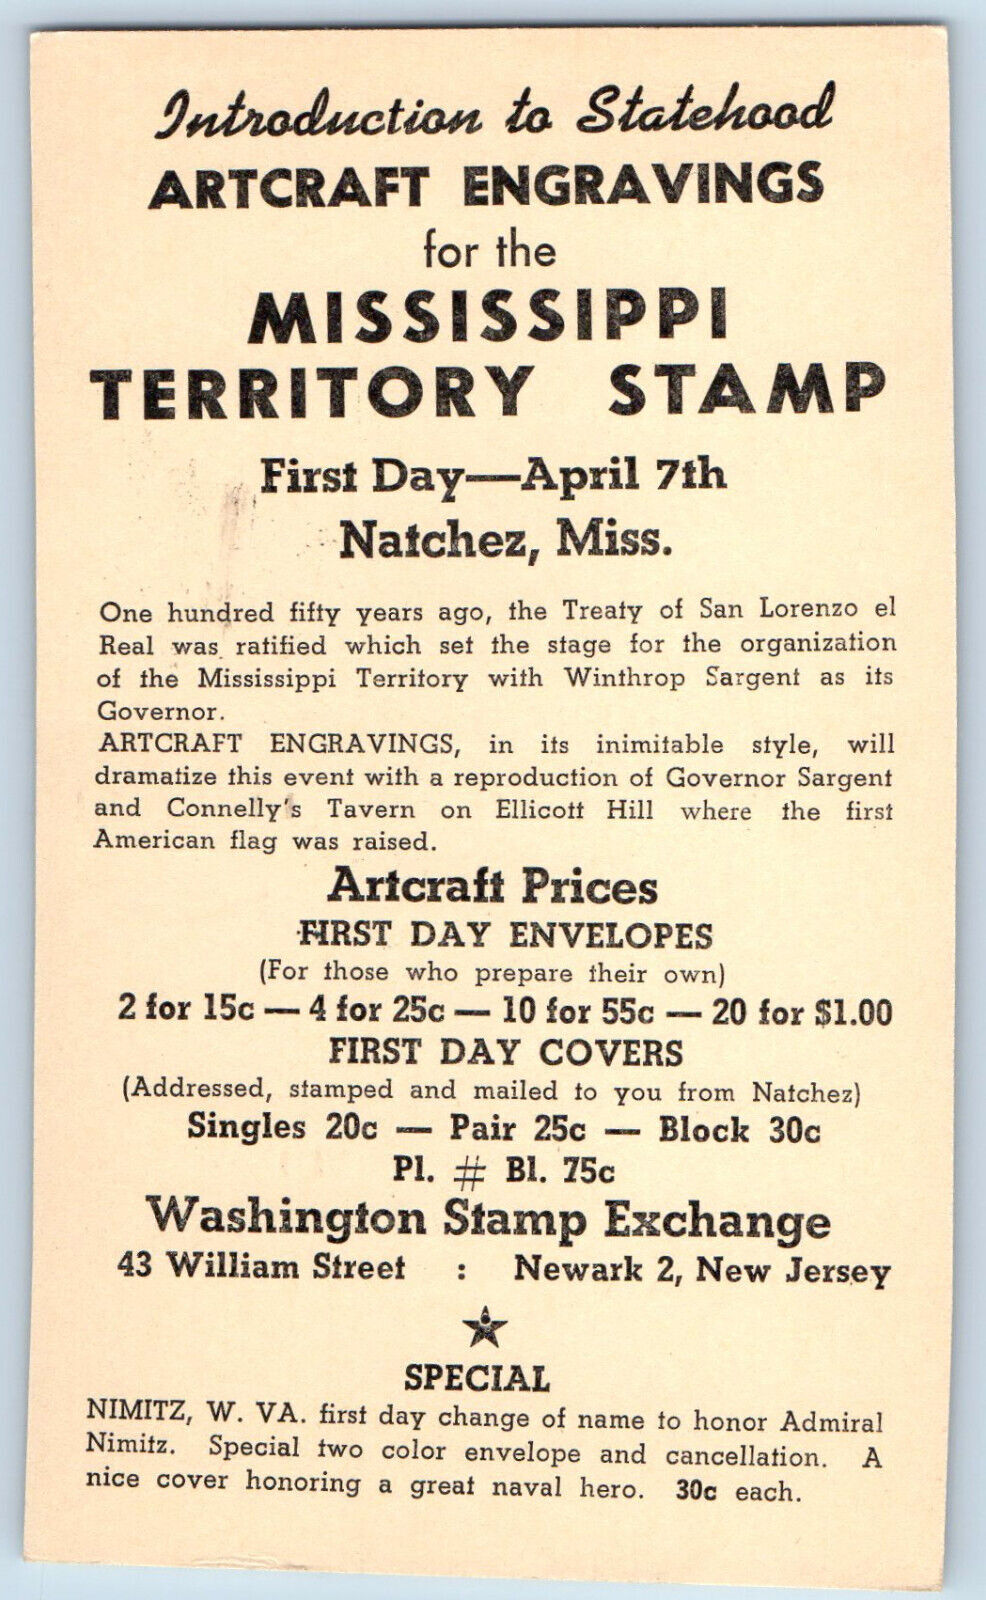 Introduction to Statehood
ARTCRAFT ENGRAVINGS
for the
MISSISSIPPI
TERRITORY STAMP
First Day—April 7th
Natchez, Miss.
One hundred fifty years ago, the Treaty of San Lorenzo el
Real was ratified which set the stage for the organization
of the Mississippi Territory with Winthrop Sargent as its
Governor.
ARTCRAFT ENGRAVINGS, in its inimitable style, will
dramatize this event with a reproduction of Governor Sargent
and Connelly's Tavern on Ellicott Hill where the first
American flag was raised.
Artcraft Prices
FIRST DAY ENVELOPES
(For those who prepare their own)
2 for 15c — 4 for 25c — 10 for 55c — 20 for $1.00
FIRST DAY COVERS
(Addressed, stamped and mailed to you from Natchez)
Singles 20c — Pair 25c — Block 30c
Pl. # Bl. 75c
Washington Stamp Exchange
43 William Street : Newark 2, New Jersey
SPECIAL
NIMITZ, W. VA. first day change of name to honor Admiral
Nimitz. Special two color envelope and cancellation. A
nice cover honoring a great naval hero. 30c each.